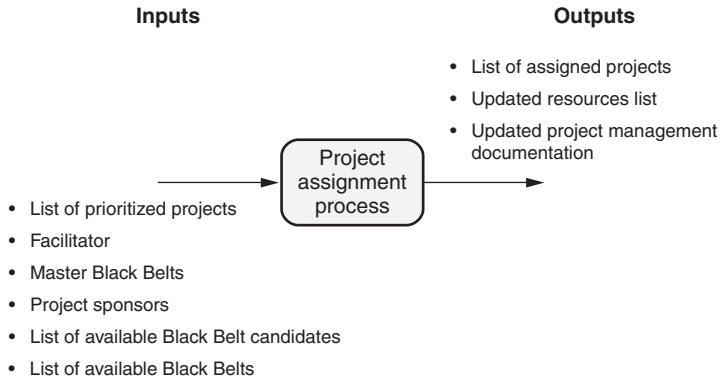 Inputs
Outputs
• List of assigned projects
• Updated resources list
• Updated project management
documentation
Project
assignment
process
• List of prioritized projects
• Facilitator
• Master Black Belts
• Project sponsors
• List of available Black Belt candidates
• List of available Black Belts